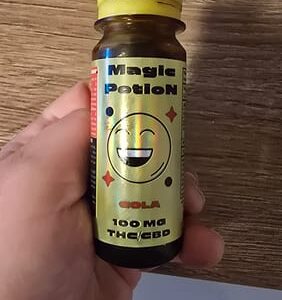 Magic
PotioN
COLA
100 MG
THC/CBD